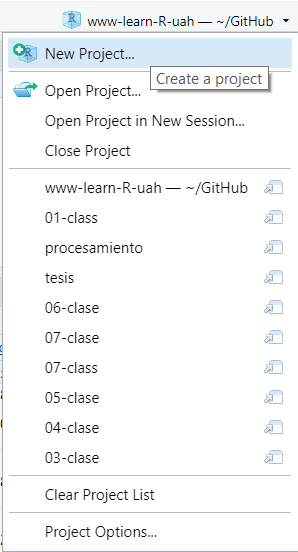 www-learn-R-uah — ~/GitHub
New Project...
Create a project
Open Project...
Open Project in New Session...
Close Project
www-learn-R-uah — ~/GitHub
01-class
procesamiento
tesis
06-clase
07-clase
07-class
05-clase
04-clase
03-clase
Clear Project List
Project Options...